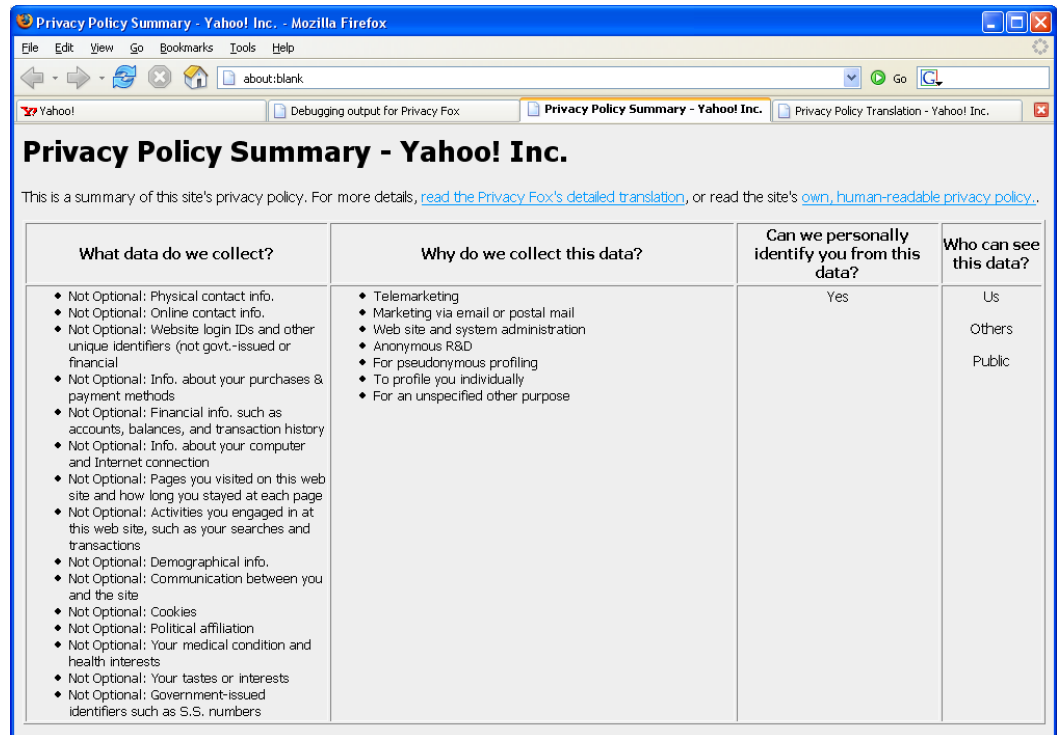 Privacy Policy Summary - Yahoo! Inc. - Mozilla Firefox
File Edit View Go Bookmarks Tools Help
about:blank Go G
Yahoo! Debugging output for Privacy Fox Privacy Policy Summary - Yahoo! Inc. Privacy Policy Translation - Yahoo! Inc.
Privacy Policy Summary - Yahoo! Inc.
This is a summary of this site's privacy policy. For more details, read the Privacy Fox's detailed translation, or read the site's own, human-readable privacy policy..
What data do we collect?
Not Optional: Physical contact info.
Not Optional: Online contact info.
Not Optional: Website login IDs and other
unique identifiers (not govt.-issued or
financial
Not Optional: Info. about your purchases &
payment methods
Not Optional: Financial info. such as
accounts, balances, and transaction history
Not Optional: Info. about your computer
and Internet connection
Not Optional: Pages you visited on this web
site and how long you stayed at each page
Not Optional: Activities you engaged in at
this web site, such as your searches and
transactions
Not Optional: Demographical info.
Not Optional: Communication between you
and the site
Not Optional: Cookies
Not Optional: Political affiliation
Not Optional: Your medical condition and
health interests
Not Optional: Your tastes or interests
Not Optional: Government-issued
identifiers such as S.S. numbers
Why do we collect this data?
Telemarketing
Marketing via email or postal mail
Web site and system administration
Anonymous R&D
For pseudonymous profiling
To profile you individually
For an unspecified other purpose
Can we personally
identify you from this
data?
Yes
Who can see
this data?
Us
Others
Public